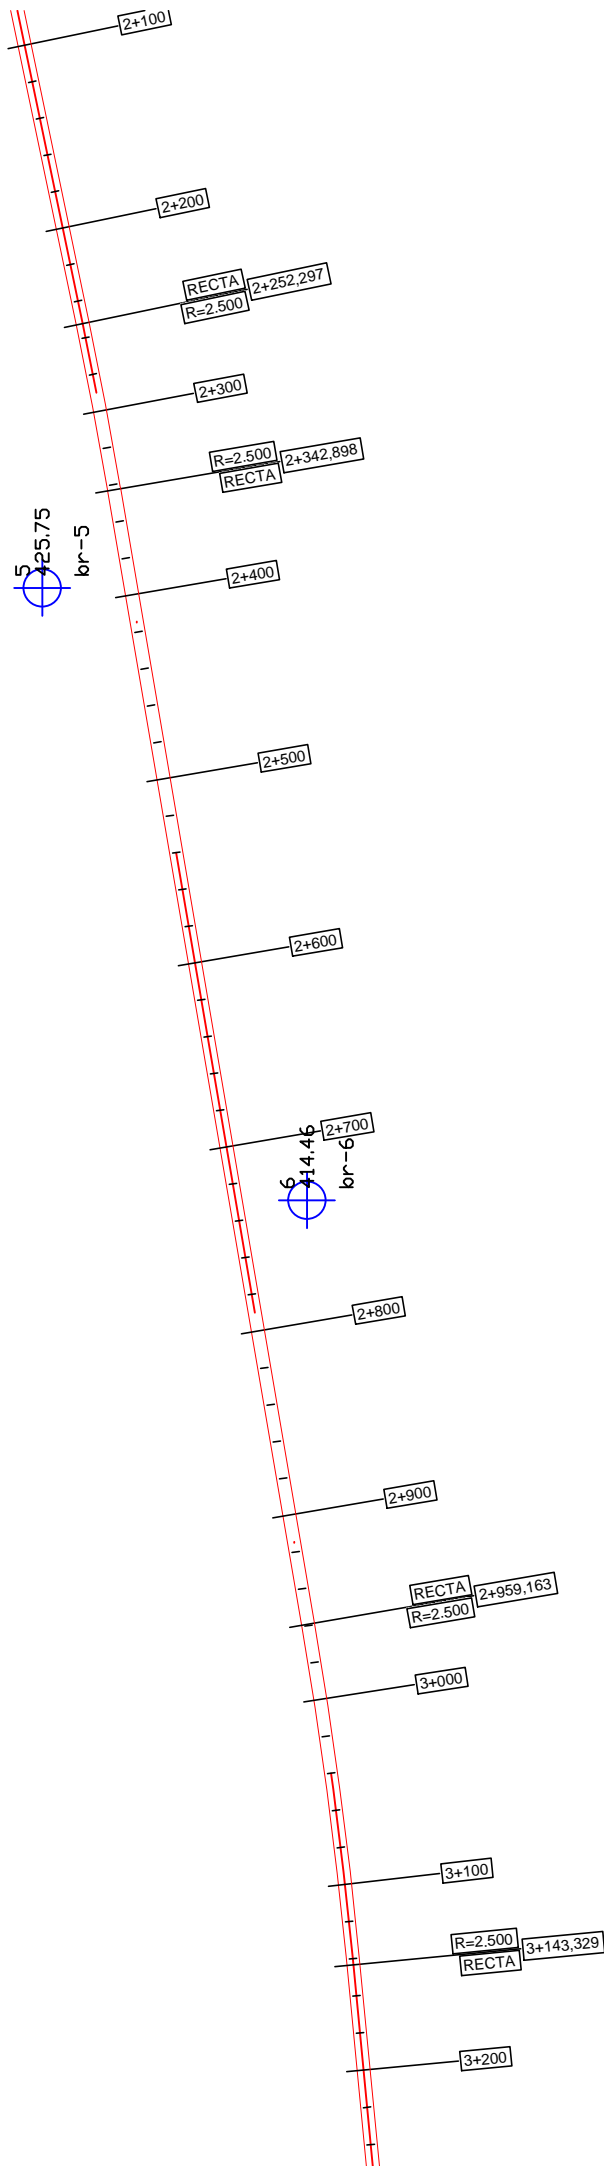 2+100
2+200
RECTA
R=2.500
2+252,297
2+300
R=2.500
RECTA
2+342,898
5
425.75
br-5
2+400
2+500
2+600
2+700
6
414.46
br-6
2+800
2+900
RECTA
R=2.500
2+959,163
3+000
3+100
R=2.500
RECTA
3+143,329
3+200